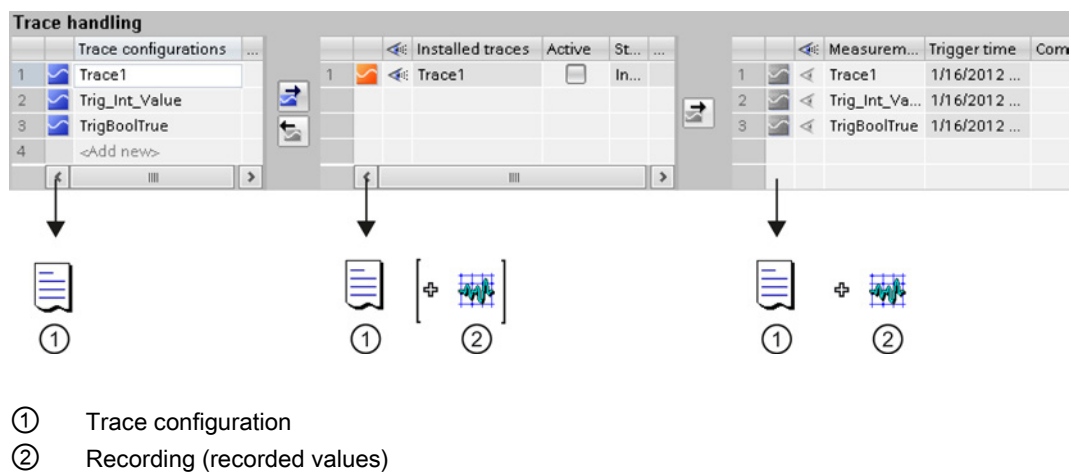 Trace handling
Trace configurations ... Installed traces Active St... ... Measurem... Trigger time Com
1 Trace1 1 Trace1 In... 1 Trace1 1/16/2012 ...
2 Trig_Int_Value 2 Trig_Int_Va... 1/16/2012 ...
3 TrigBoolTrue 3 TrigBoolTrue 1/16/2012 ...
4 <Add new>
① ① + ② ① + ②
① Trace configuration
② Recording (recorded values)